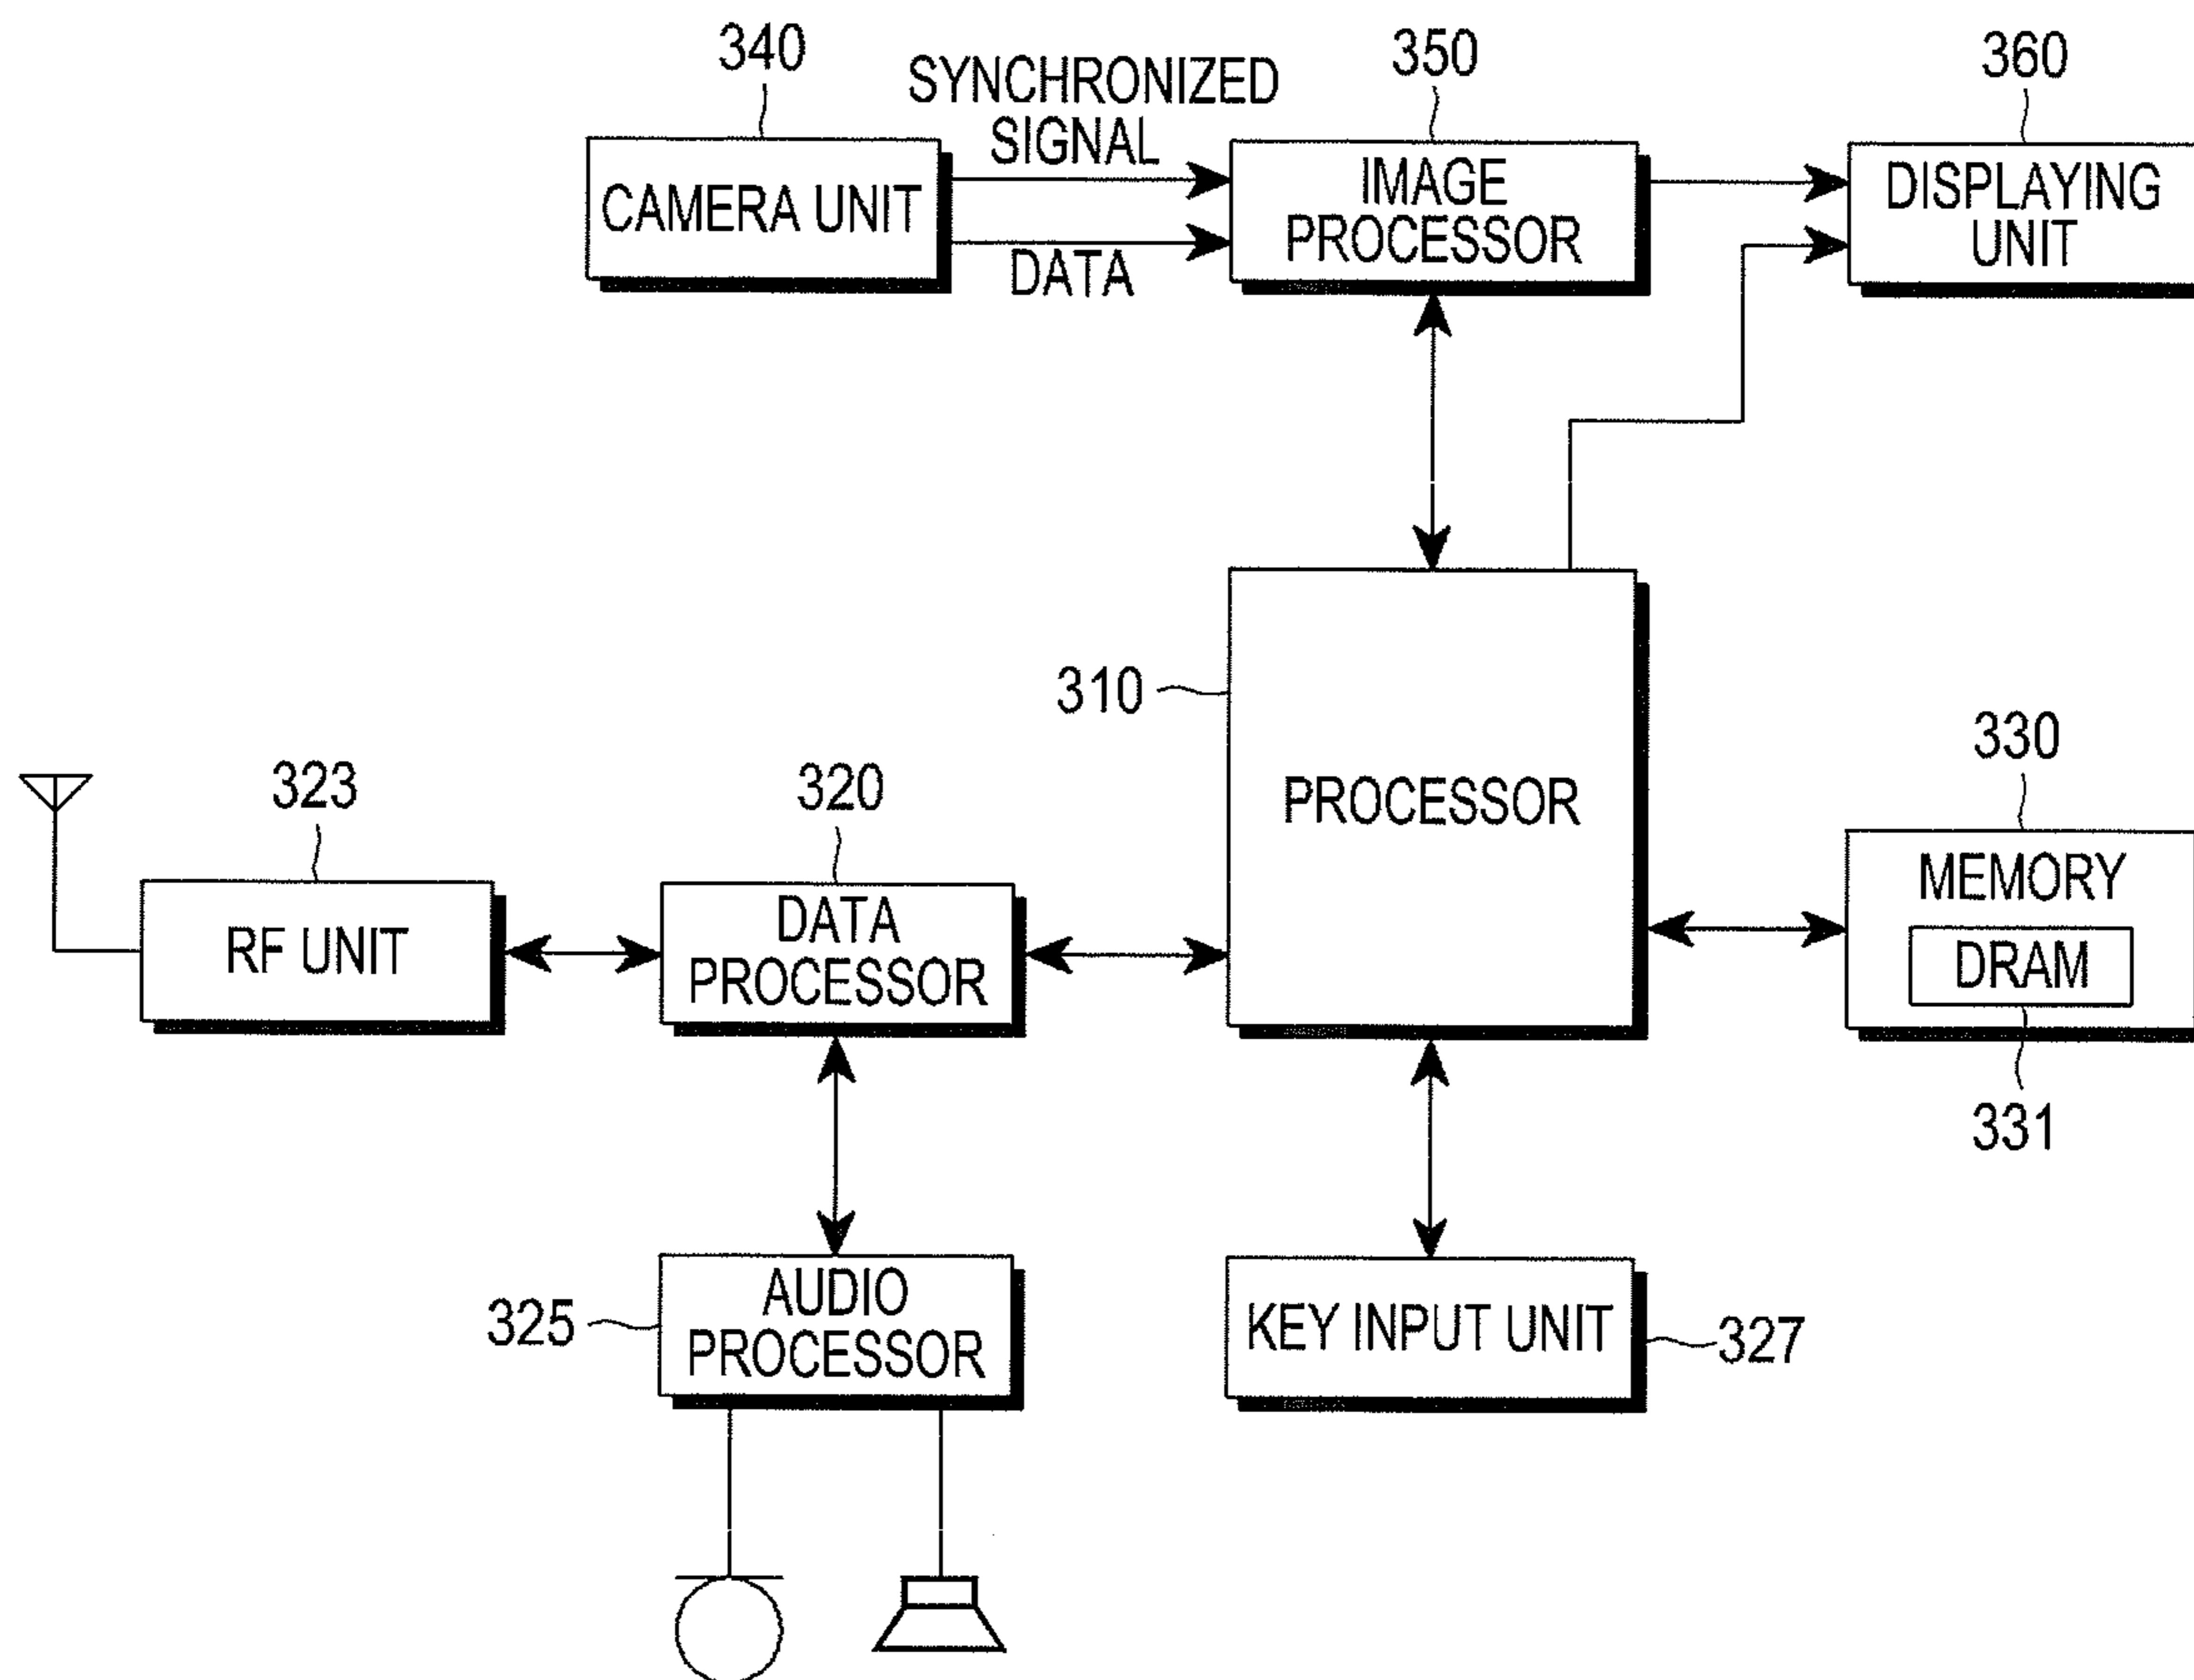 340
SYNCHRONIZED
SIGNAL
350
360
CAMERA UNIT
DATA
IMAGE
PROCESSOR
DISPLAYING
UNIT
310
PROCESSOR
330
MEMORY
DRAM
331
323
RF UNIT
320
DATA
PROCESSOR
325
AUDIO
PROCESSOR
KEY INPUT UNIT
327